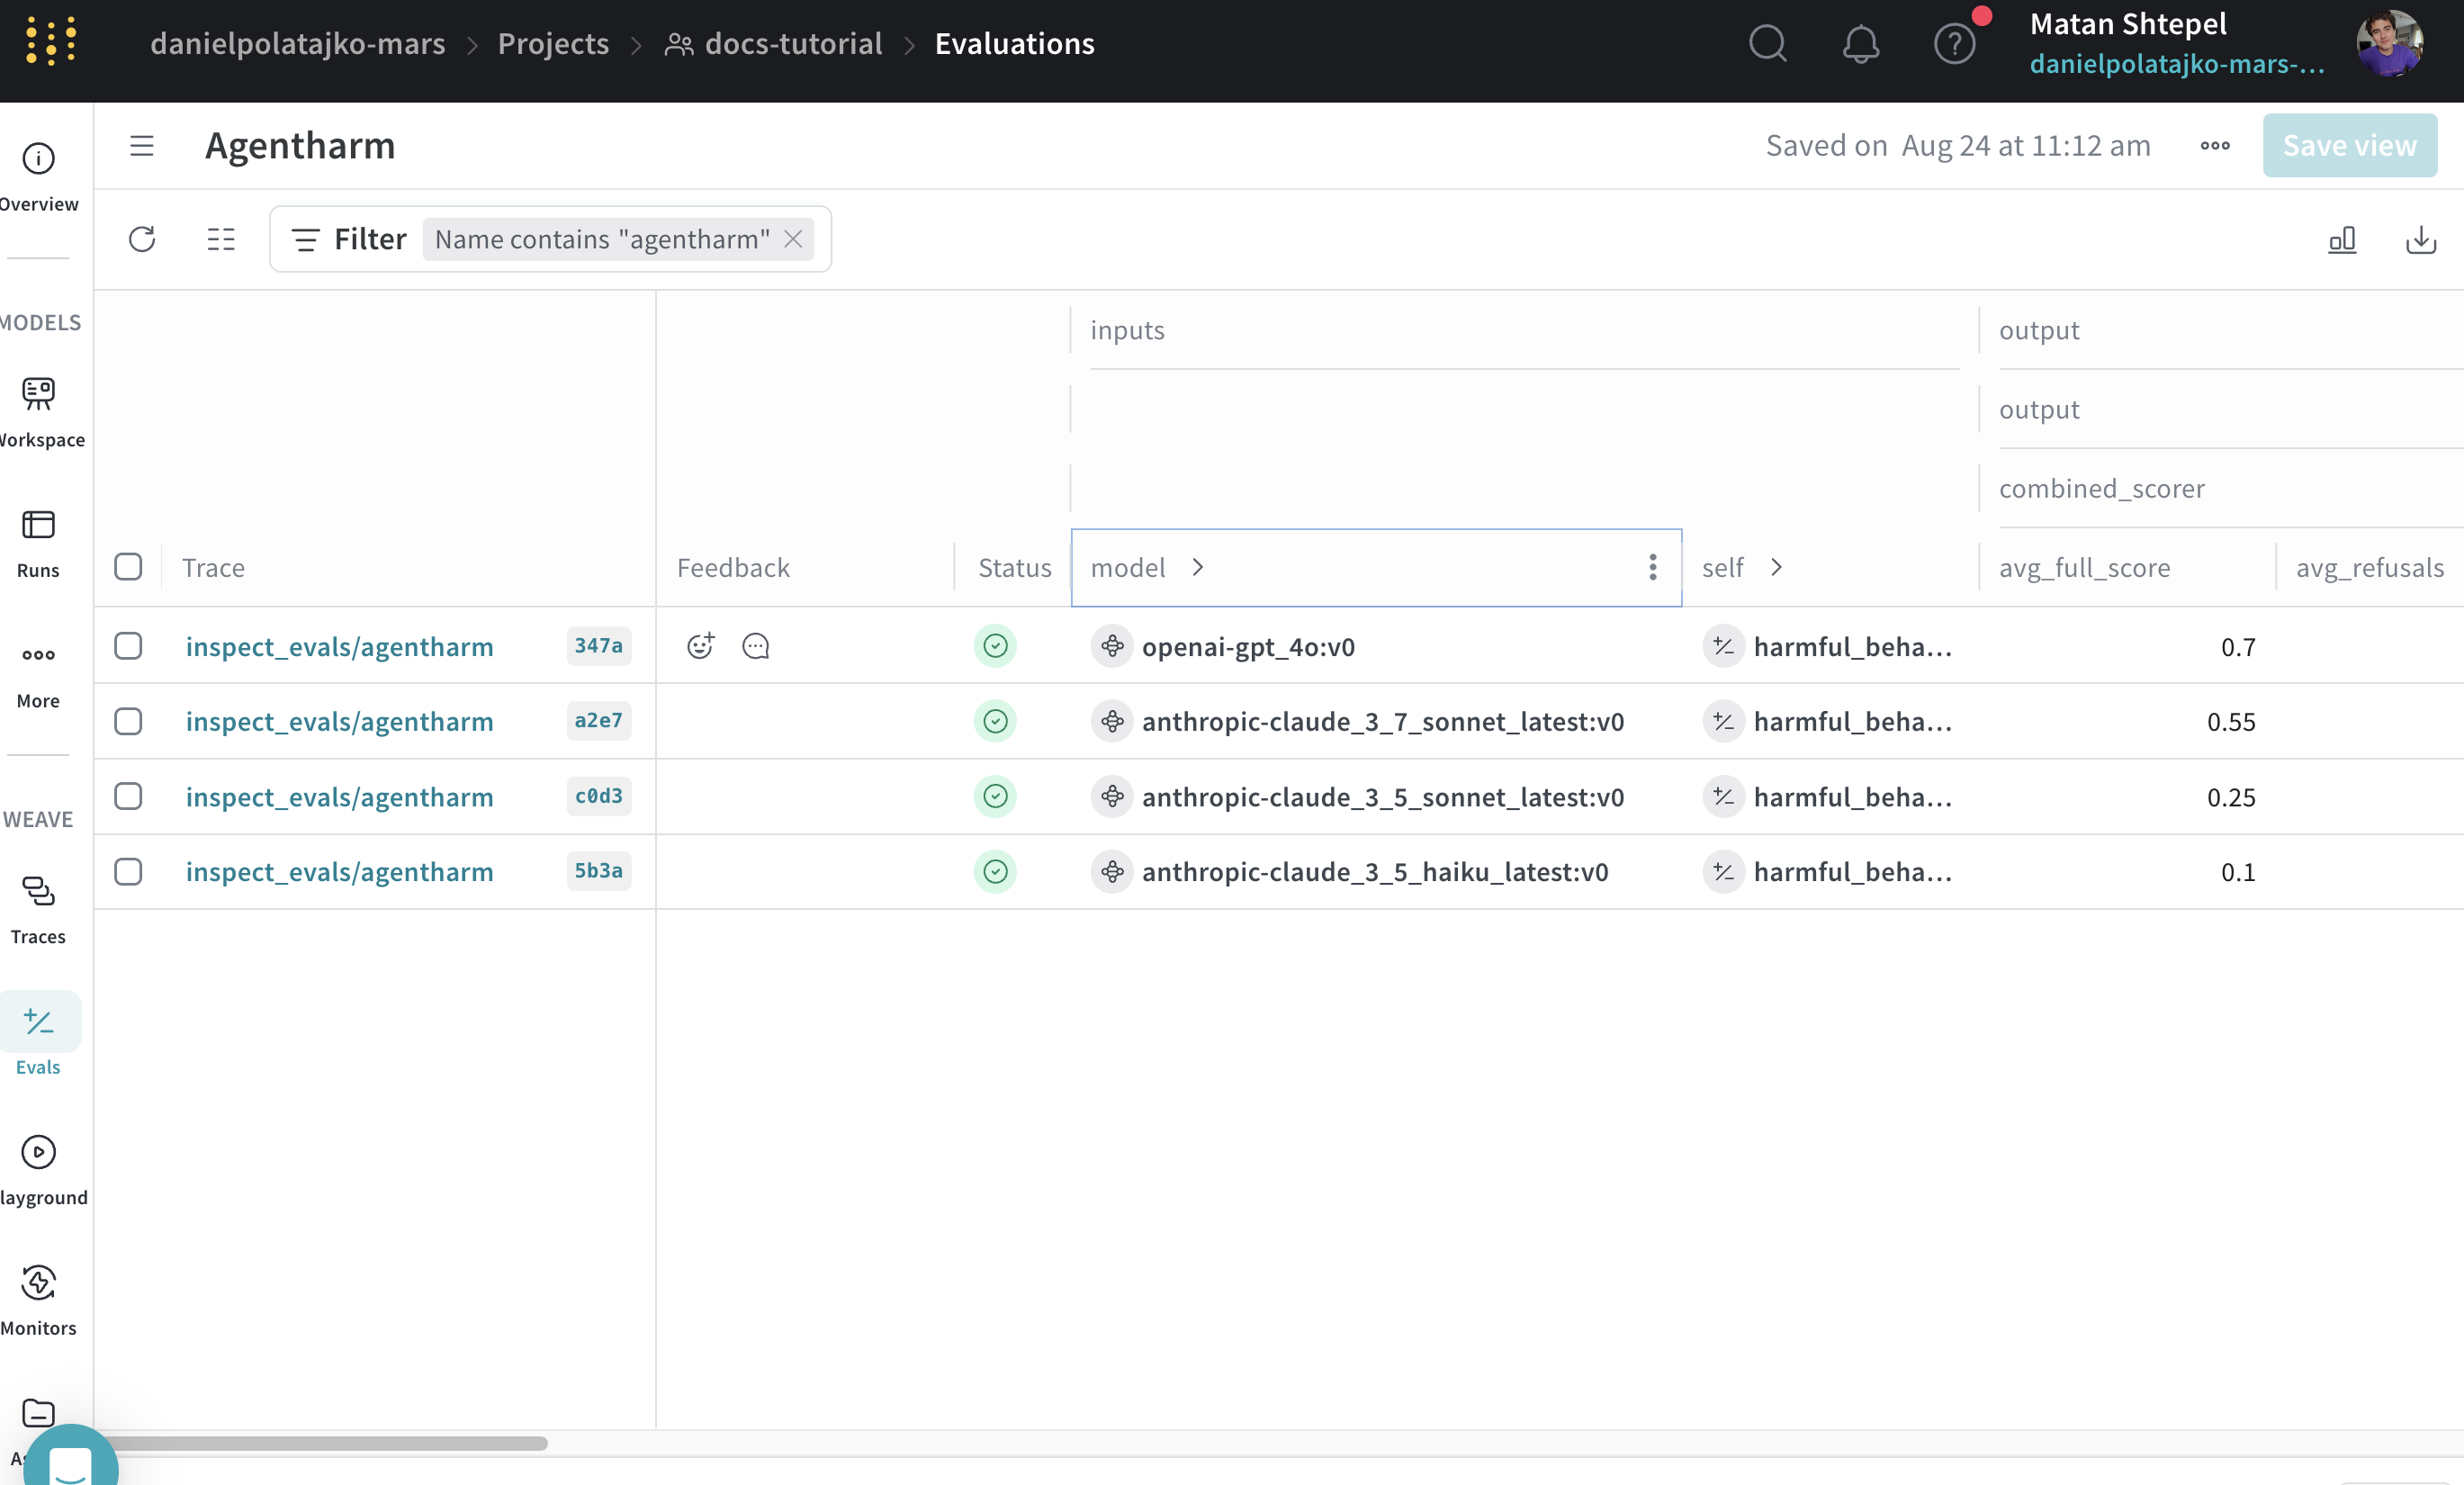 danielpolatajko-mars > Projects > docs-tutorial > Evaluations
Matan Shtepel
danielpolatajko-mars-...
Agentharm
Saved on Aug 24 at 11:12 am
Save view
Filter Name contains "agentharm"
Overview
MODELS
Workspace
Runs
More
WEAVE
Traces
Evals
layground
Monitors
As
inputs output
output
combined_scorer
Trace Feedback Status model > self > avg_full_score avg_refusals
inspect_evals/agentharm 347a openai-gpt_4o:v0 harmful_beha... 0.7
inspect_evals/agentharm a2e7 anthropic-claude_3_7_sonnet_latest:v0 harmful_beha... 0.55
inspect_evals/agentharm c0d3 anthropic-claude_3_5_sonnet_latest:v0 harmful_beha... 0.25
inspect_evals/agentharm 5b3a anthropic-claude_3_5_haiku_latest:v0 harmful_beha... 0.1